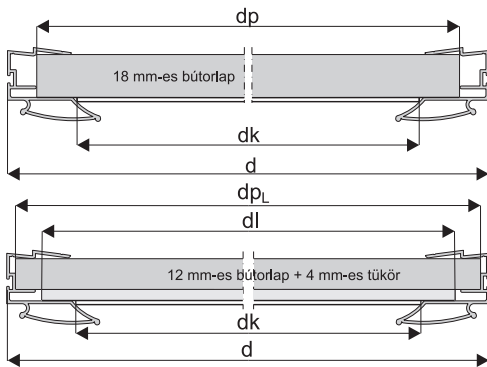 dp
18 mm-es bútorlap
dk
d
dpL
dl
12 mm-es bútorlap + 4 mm-es tükör
dk
d